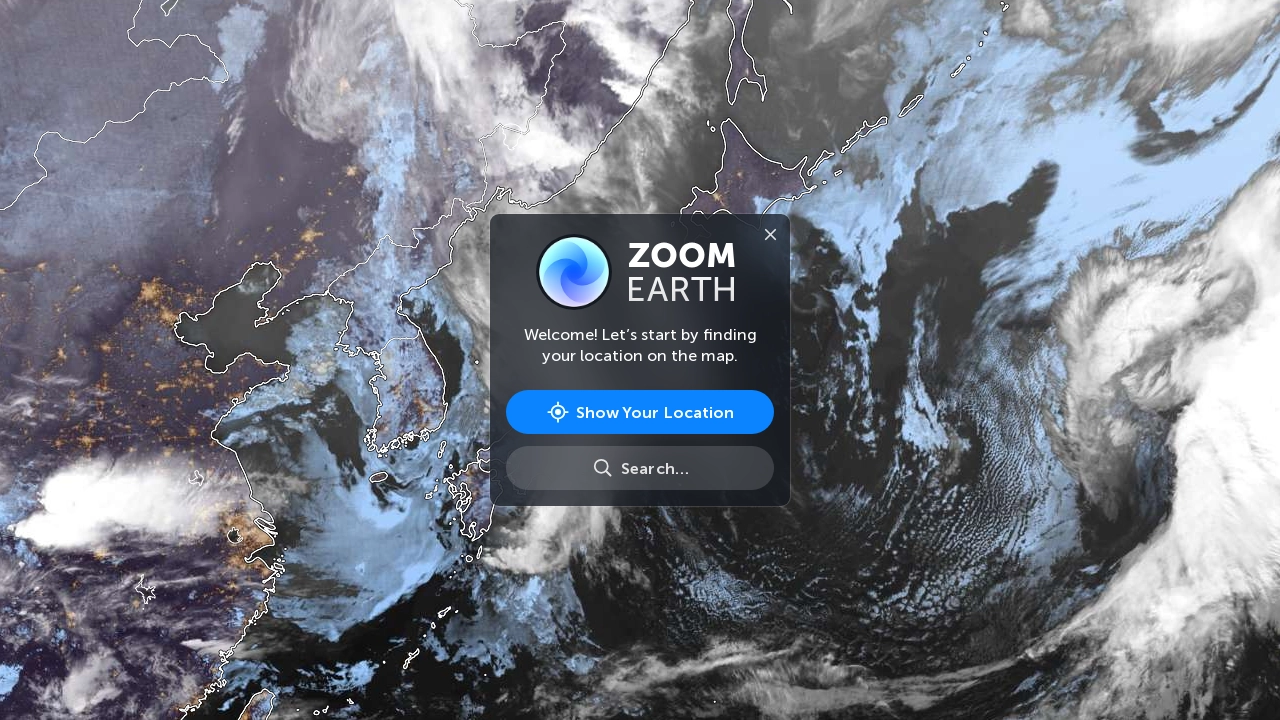 ZOOM
EARTH
Welcome! Let’s start by finding
your location on the map.
Show Your Location
Search...